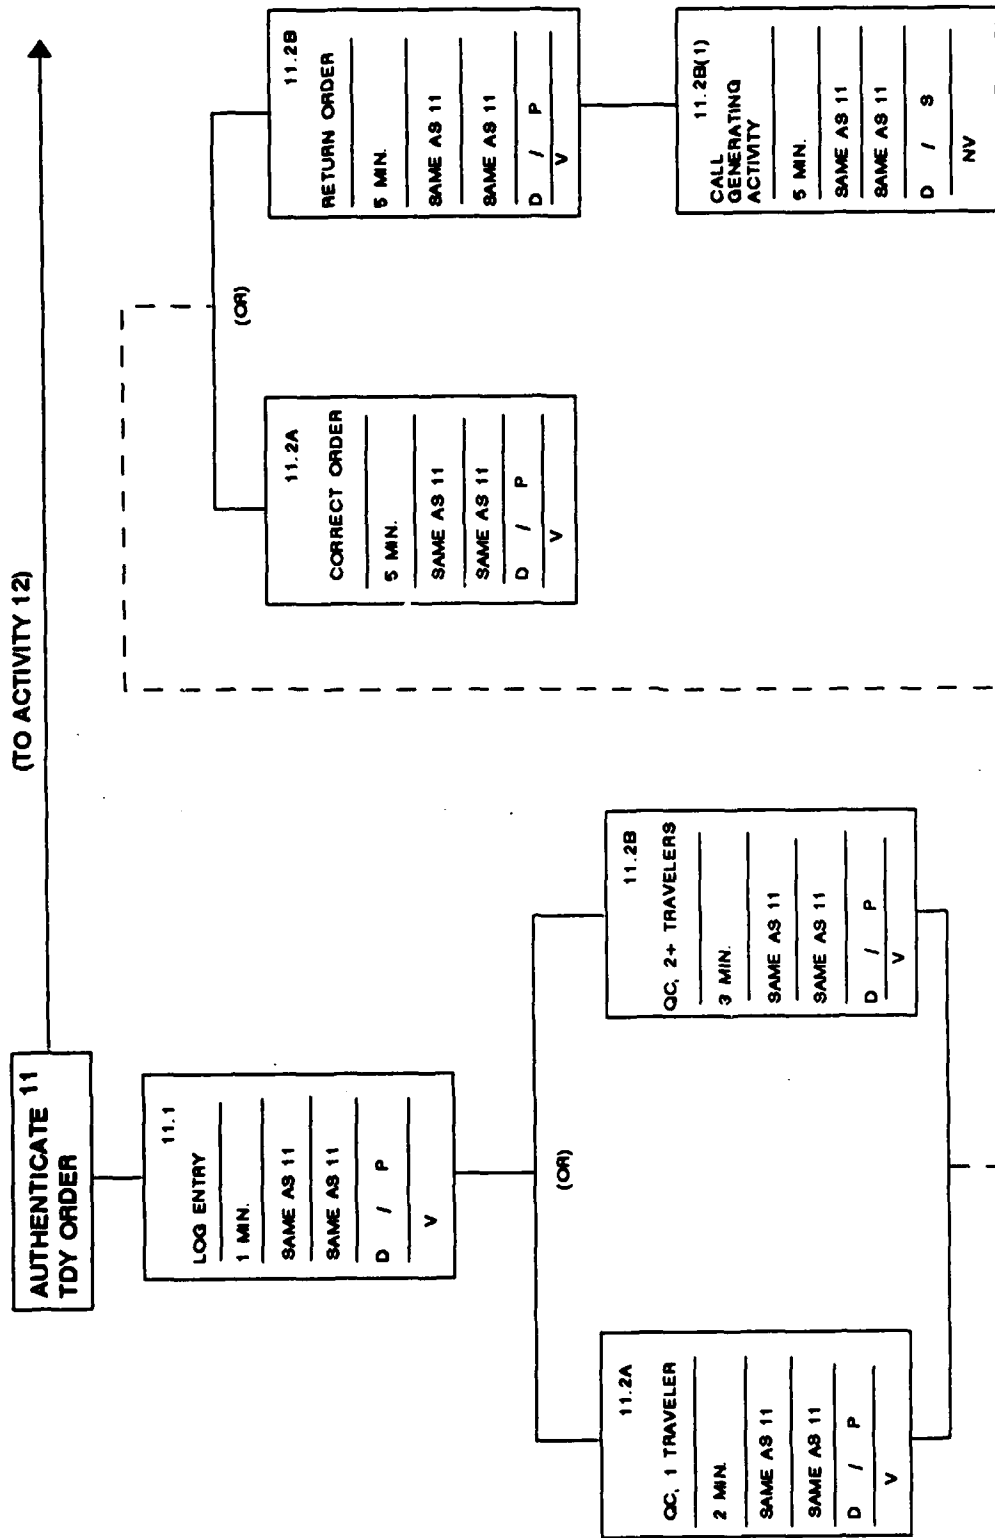 (TO ACTIVITY 12)
AUTHENTICATE 11
TDY ORDER
11.1
LOG ENTRY
1 MIN.
SAME AS 11
SAME AS 11
D / P
V
(OR)
11.2A
QC, 1 TRAVELER
2 MIN.
SAME AS 11
SAME AS 11
D / P
V
11.2B
QC, 2+ TRAVELERS
3 MIN.
SAME AS 11
SAME AS 11
D / P
V
(OR)
11.2A
CORRECT ORDER
5 MIN.
SAME AS 11
SAME AS 11
D / P
V
11.2B
RETURN ORDER
5 MIN.
SAME AS 11
SAME AS 11
D / P
V
11.2B(1)
CALL
GENERATING
ACTIVITY
5 MIN.
SAME AS 11
SAME AS 11
D / S
NV